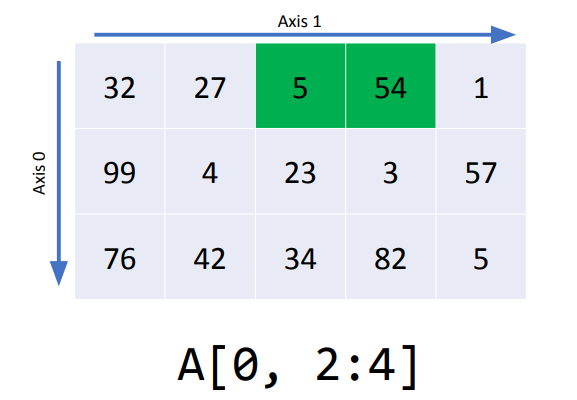 Axis 1
Axis 0
32 27 5 54 1
99 4 23 3 57
76 42 34 82 5
A[0, 2:4]